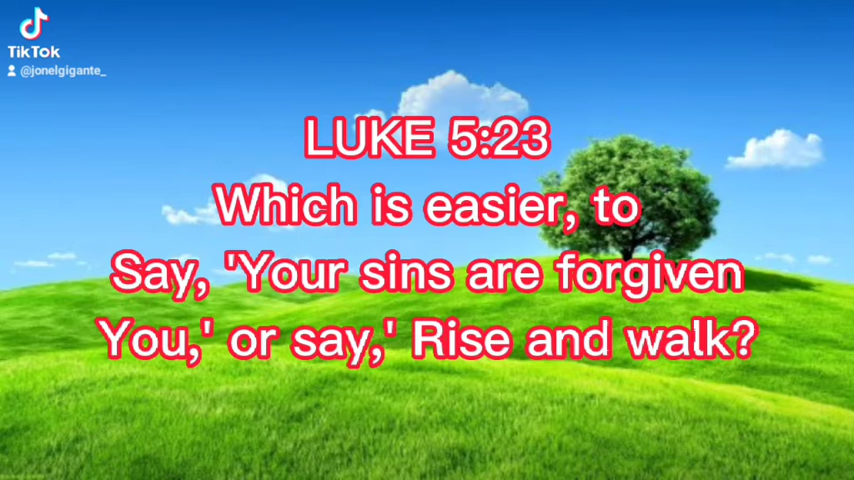 TikTok
@jonelgigante_
LUKE 5:23
Which is easier, to
Say, 'Your sins are forgiven
You,' or say,' Rise and walk?